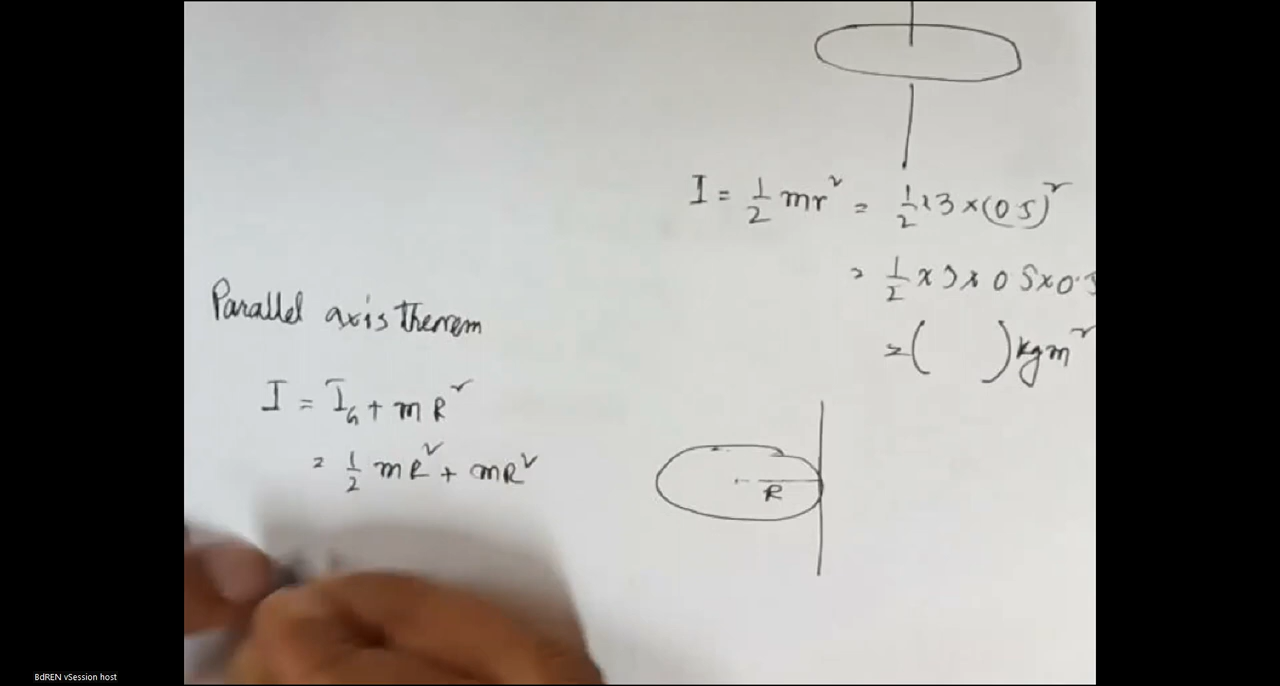 I = 1/2 mr² = 1/2 × 3 × (0.5)²
= 1/2 × 3 × 0.5 × 0.5
= ( ) kgm²
Parallel axis therem
I = I_G + mR²
= 1/2 mR² + mR²
R
BdREN vSession host